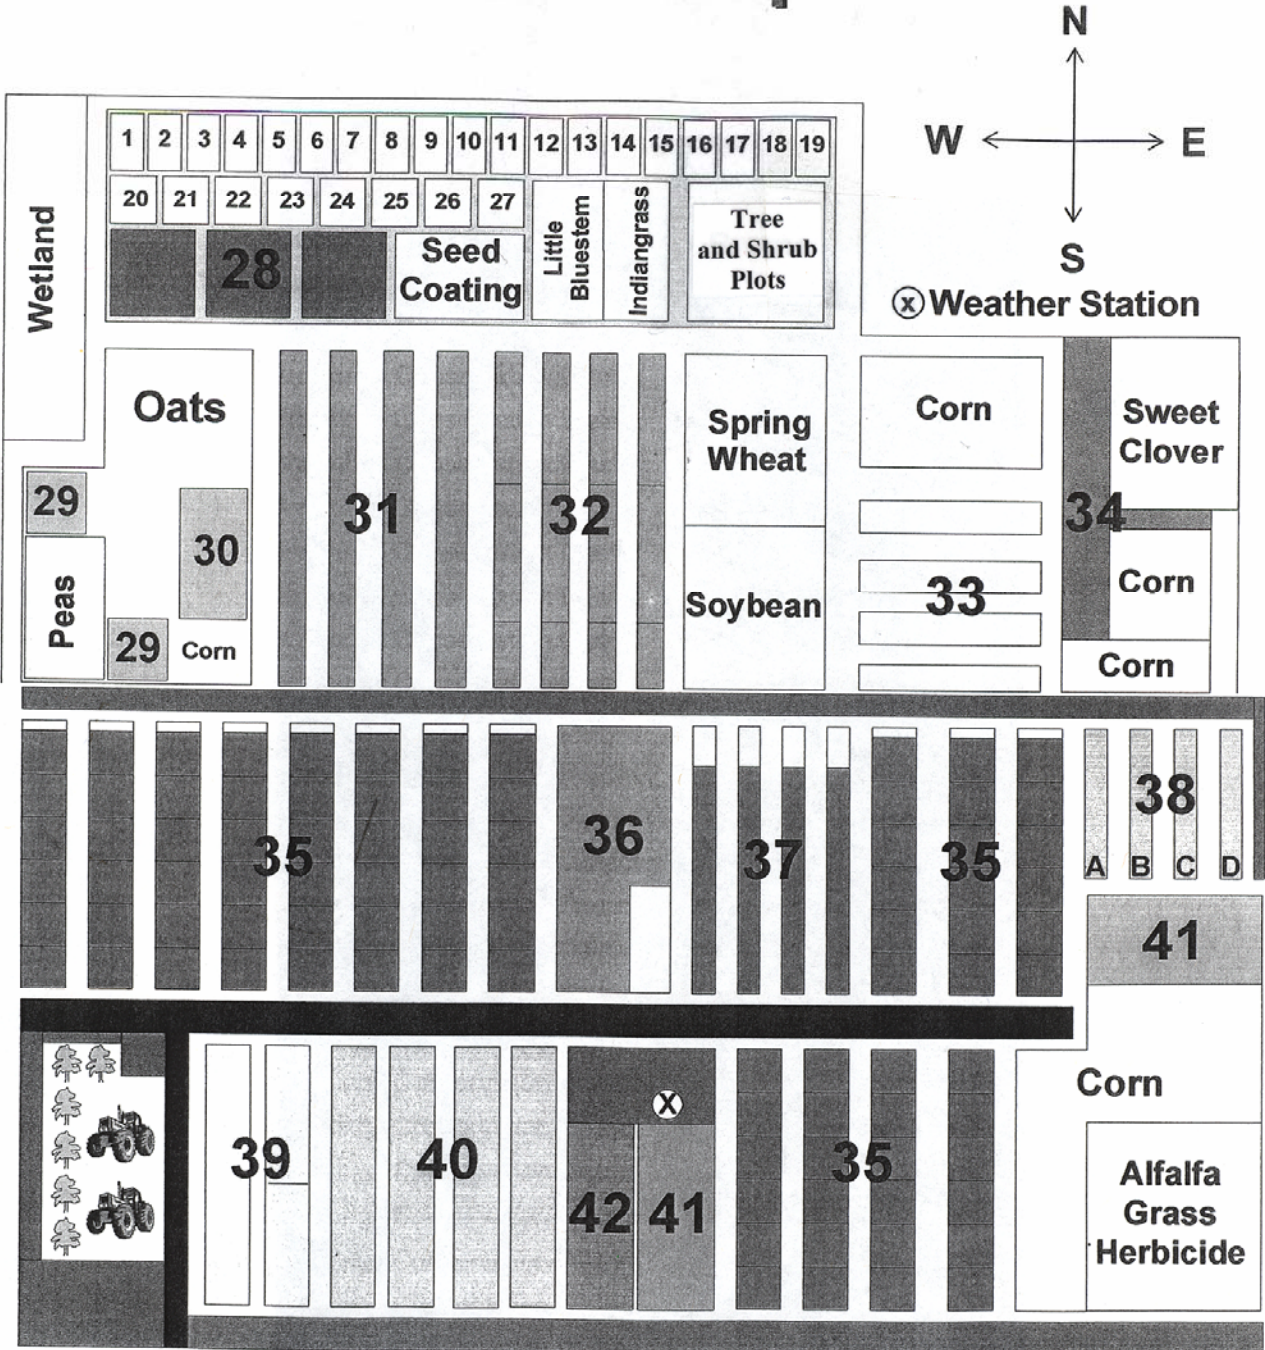 N
W E
S
ⓧ Weather Station
Wetland
1 2 3 4 5 6 7 8 9 10 11 12 13 14 15 16 17 18 19
20 21 22 23 24 25 26 27
28
Seed
Coating
Little
Bluestem
Indiangrass
Tree
and Shrub
Plots
Oats
29
30
Peas
29
Corn
31
32
Spring
Wheat
Soybean
Corn
33
34
Sweet
Clover
Corn
Corn
35
36
37
35
38
A B C D
41
39
40
42
41
X
35
Corn
Alfalfa
Grass
Herbicide